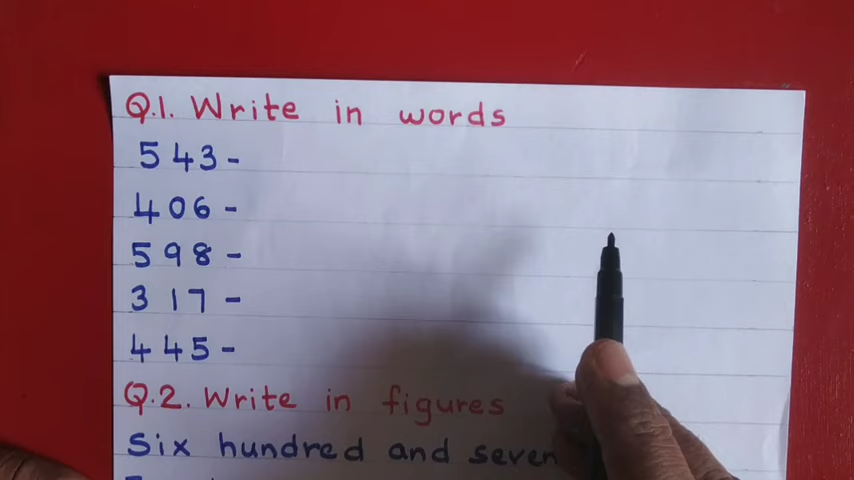 Q.1. Write in words
543-
406-
598-
317-
445-
Q.2. Write in figures
Six hundred and seven